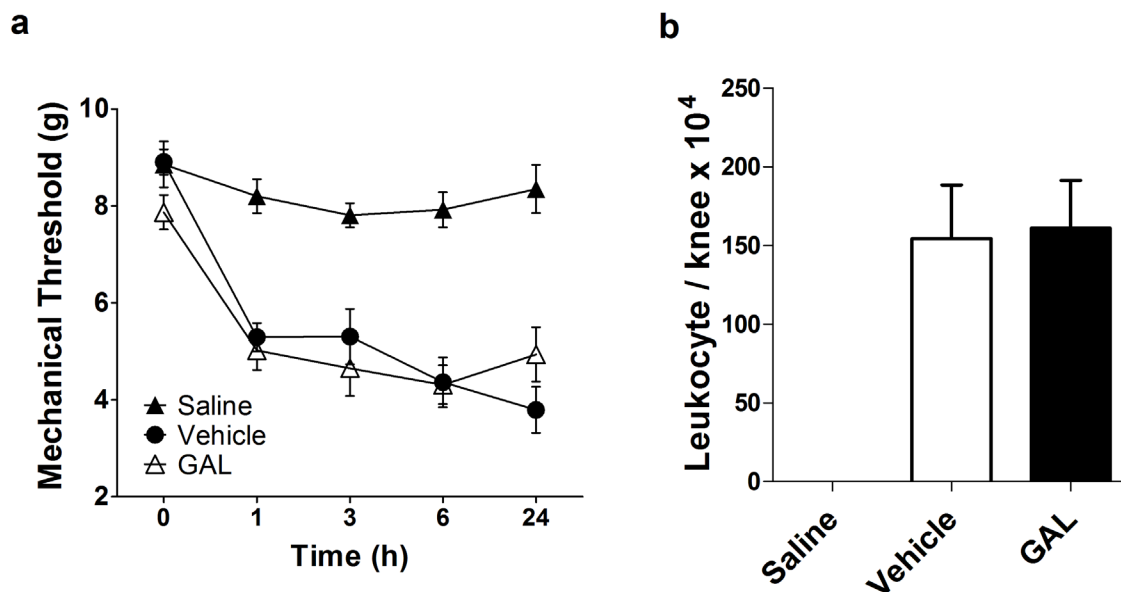 a
Mechanical Threshold (g)
10
8
6
4
2
Saline
Vehicle
GAL
0 1 3 6 24
Time (h)
b
Leukocyte / knee x 10⁴
250
200
150
100
50
0
Saline
Vehicle
GAL